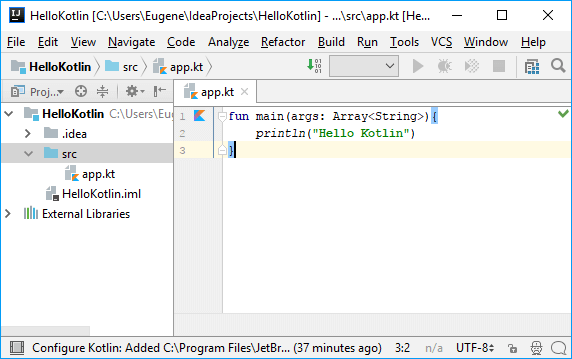 HelloKotlin [C:\Users\Eugene\IdeaProjects\HelloKotlin] - ...\src\app.kt [He...
File Edit View Navigate Code Analyze Refactor Build Run Tools VCS Window Help
HelloKotlin src app.kt
Proj... app.kt
HelloKotlin C:\Users\Eu
.idea
src
app.kt
HelloKotlin.iml
External Libraries
1 fun main(args: Array<String>){
2 println("Hello Kotlin")
3 }
Configure Kotlin: Added C:\Program Files\JetBr... (37 minutes ago) 3:2 n/a UTF-8